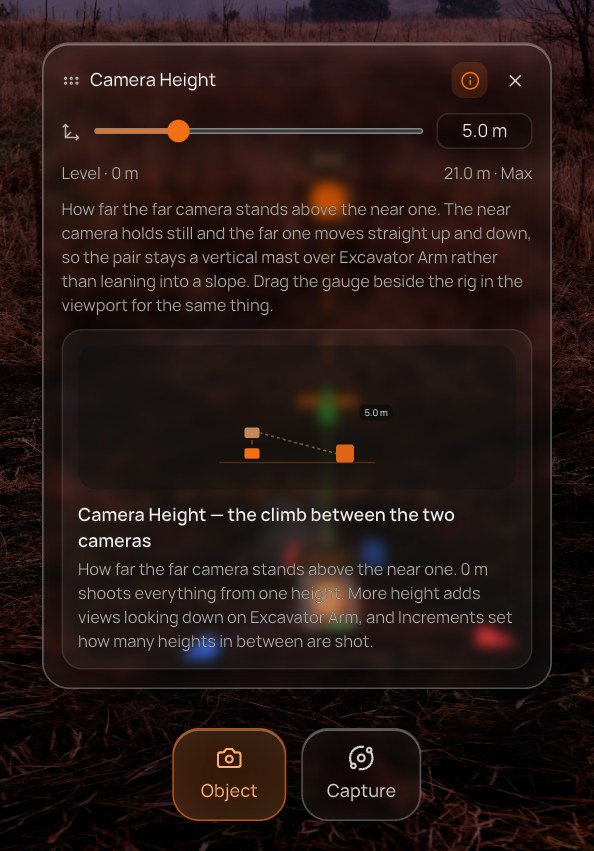 Camera Height
5.0 m
Level · 0 m
21.0 m · Max
How far the far camera stands above the near one. The near
camera holds still and the far one moves straight up and down,
so the pair stays a vertical mast over Excavator Arm rather
than leaning into a slope. Drag the gauge beside the rig in the
viewport for the same thing.
5.0 m
Camera Height — the climb between the two
cameras
How far the far camera stands above the near one. 0 m
shoots everything from one height. More height adds
views looking down on Excavator Arm, and Increments set
how many heights in between are shot.
Object
Capture